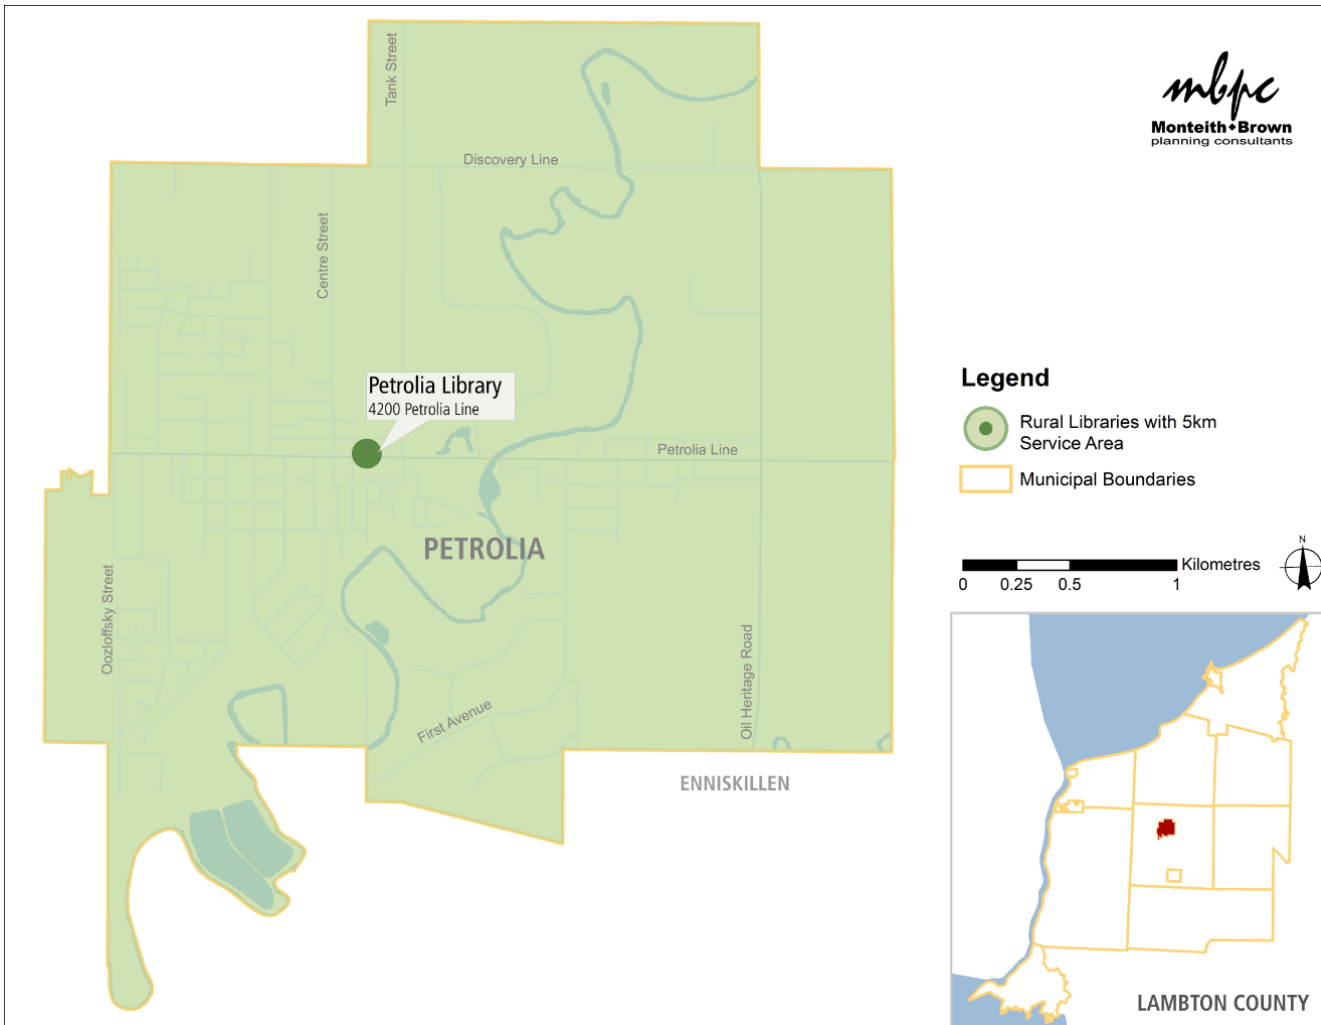 Tank Street
mbpc
Monteith+Brown
planning consultants
Discovery Line
Centre Street
Petrolia Library
4200 Petrolia Line
Petrolia Line
PETROLIA
Oozloffsky Street
First Avenue
Oil Heritage Road
ENNISKILLEN
Legend
Rural Libraries with 5km
Service Area
Municipal Boundaries
Kilometres
0 0.25 0.5 1
N
LAMBTON COUNTY